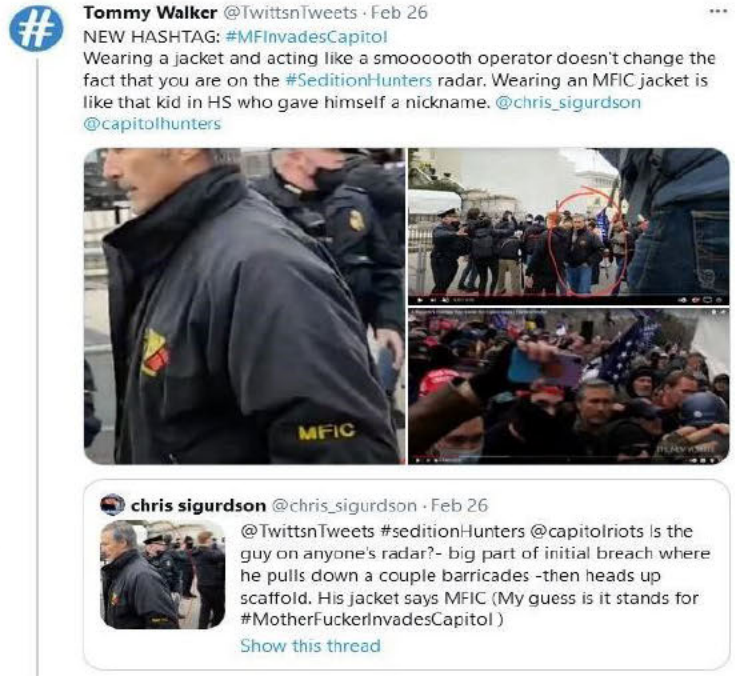 Tommy Walker @TwittsnTweets · Feb 26
NEW HASHTAG: #MFInvadesCapitol
Wearing a jacket and acting like a smoooooth operator doesn't change the
fact that you are on the #SeditionHunters radar. Wearing an MFIC jacket is
like that kid in HS who gave himself a nickname. @chris_sigurdson
@capitolhunters
MFIC
chris sigurdson @chris_sigurdson · Feb 26
@TwittsnTweets #seditionHunters @capitolriots Is the
guy on anyone's radar?- big part of initial breach where
he pulls down a couple barricades -then heads up
scaffold. His jacket says MFIC (My guess is it stands for
#MotherFuckerInvadesCapitol )
Show this thread